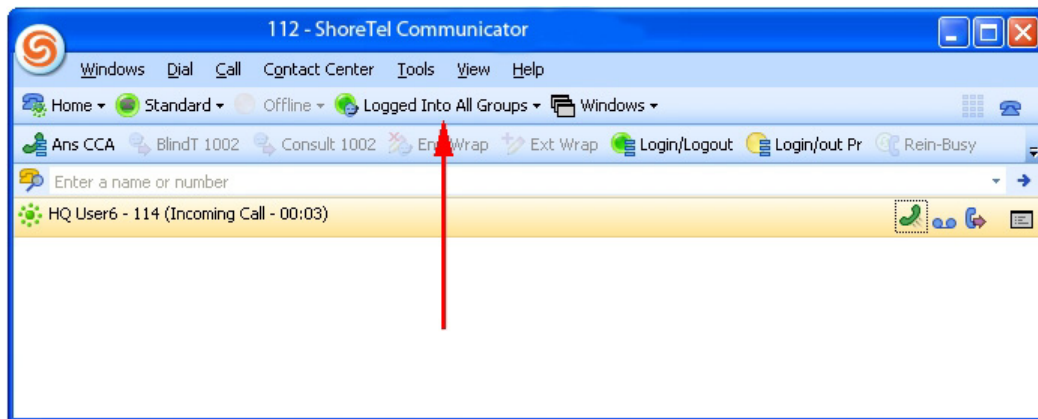 112 - ShoreTel Communicator
Windows Dial Call Contact Center Tools View Help
Home Standard Offline Logged Into All Groups Windows
Ans CCA BlindT 1002 Consult 1002 End Wrap Ext Wrap Login/Logout Login/out Pr Rein-Busy
Enter a name or number
HQ User6 - 114 (Incoming Call - 00:03)